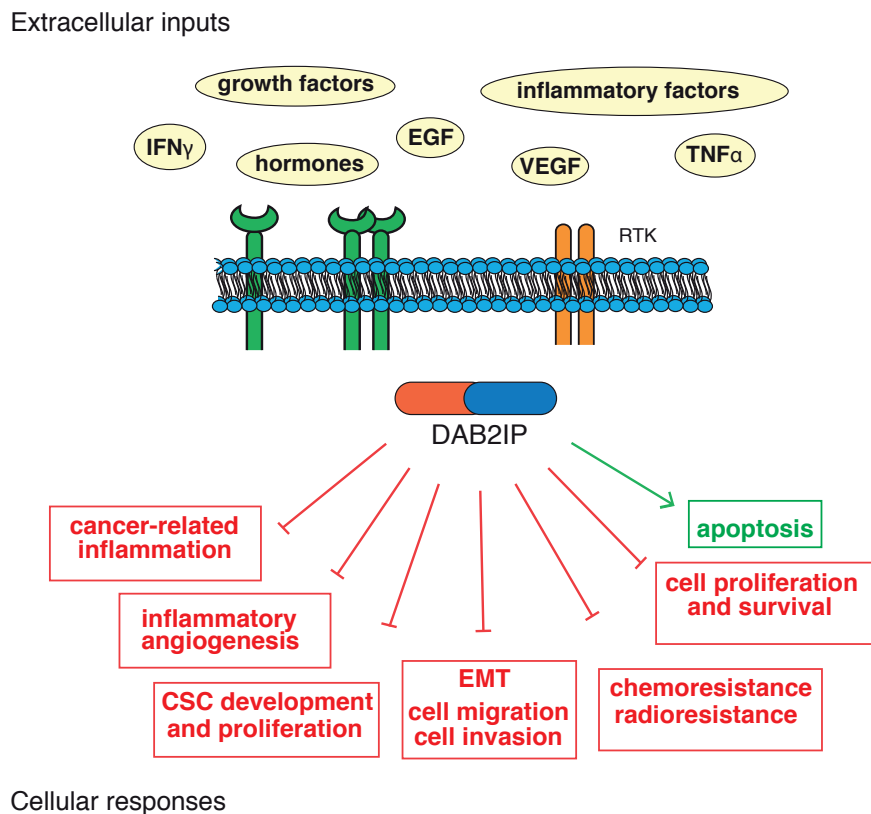 Extracellular inputs
growth factors
inflammatory factors
IFNγ
EGF
hormones
VEGF
TNFα
RTK
DAB2IP
cancer-related
inflammation
apoptosis
inflammatory
angiogenesis
cell proliferation
and survival
CSC development
and proliferation
EMT
cell migration
cell invasion
chemoresistance
radioresistance
Cellular responses